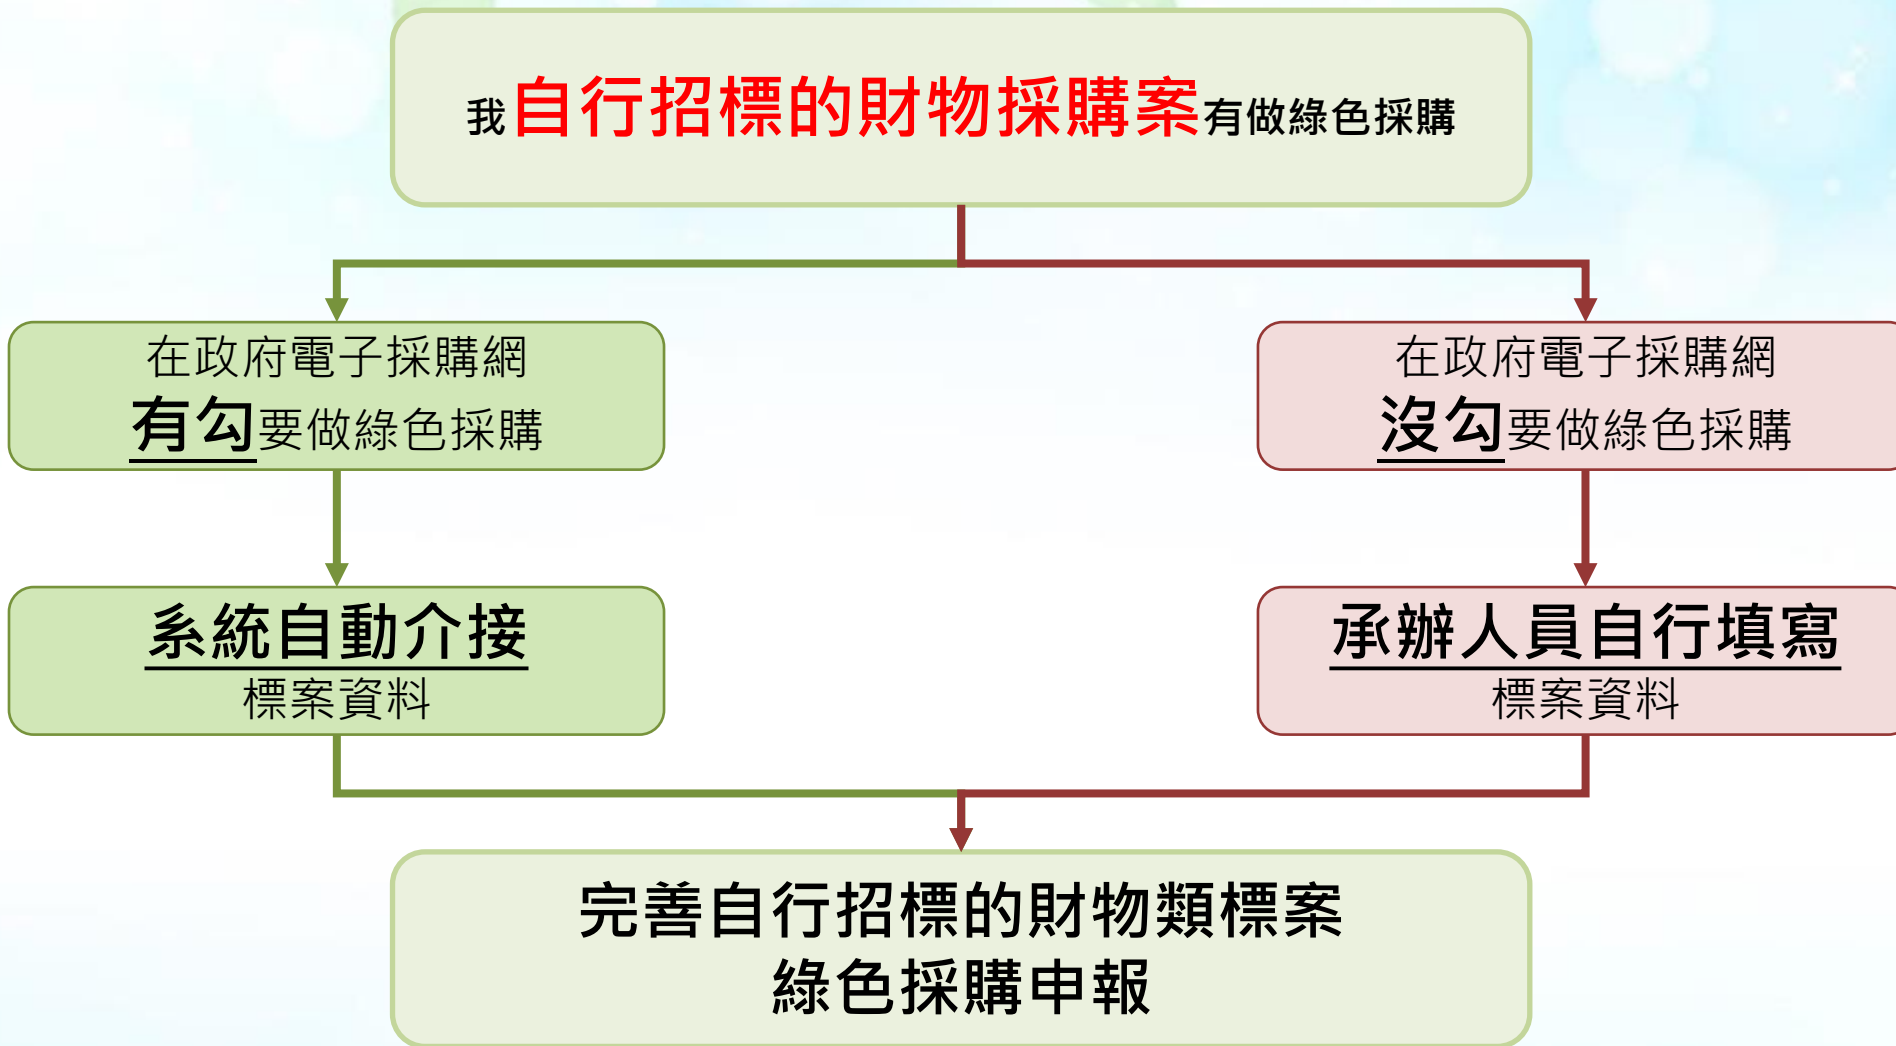 我自行招標的財物採購案有做綠色採購
在政府電子採購網
有勾要做綠色採購
在政府電子採購網
沒勾要做綠色採購
系統自動介接
標案資料
承辦人員自行填寫
標案資料
完善自行招標的財物類標案
綠色採購申報